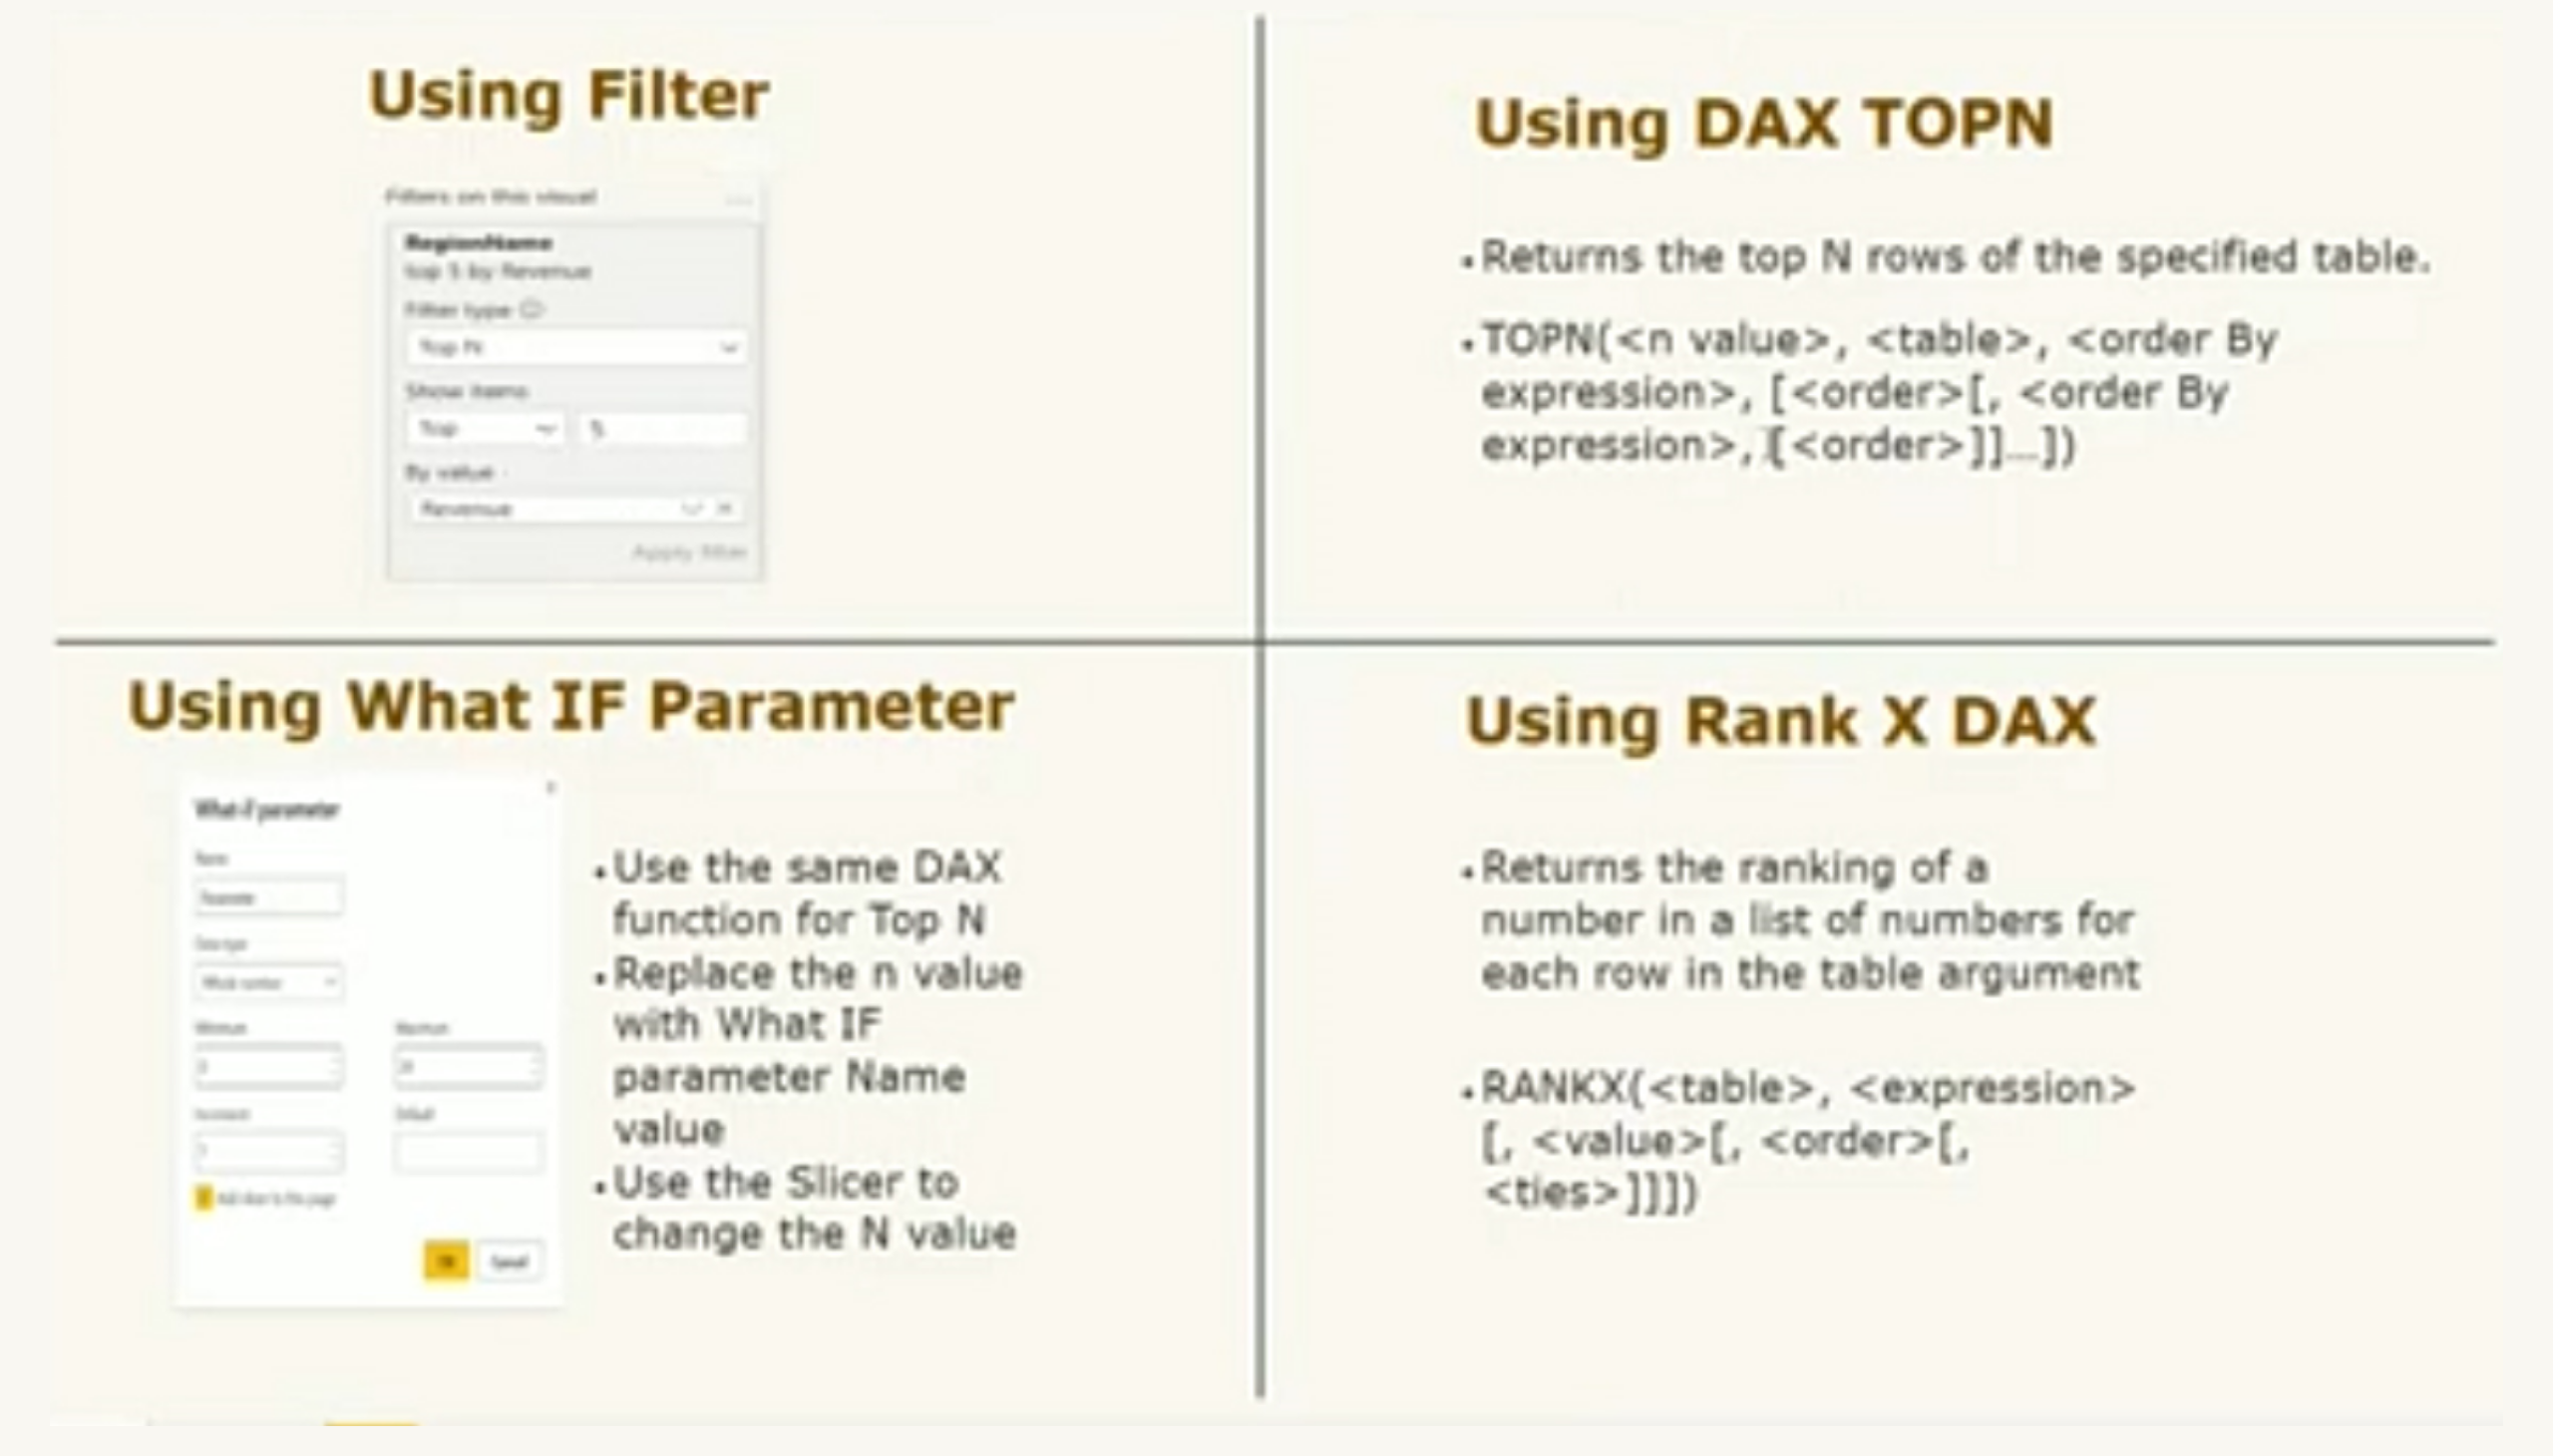 Using Filter
Filters on this visual
RegionName
top 5 by Revenue
Filter type
Top N
Show items
Top
5
By value
Revenue
Apply filter
Using DAX TOPN
• Returns the top N rows of the specified table.
• TOPN(<n value>, <table>, <order By
expression>, [<order>[, <order By
expression>, [<order>]]…])
Using What IF Parameter
What-if parameter
Name
Parameter
Data type
Whole number
Minimum
Maximum
0
20
Increment
Default
1
Add slicer to this page
OK
Cancel
• Use the same DAX
function for Top N
• Replace the n value
with What IF
parameter Name
value
• Use the Slicer to
change the N value
Using Rank X DAX
• Returns the ranking of a
number in a list of numbers for
each row in the table argument
• RANKX(<table>, <expression>
[, <value>[, <order>[,
<ties>]]])